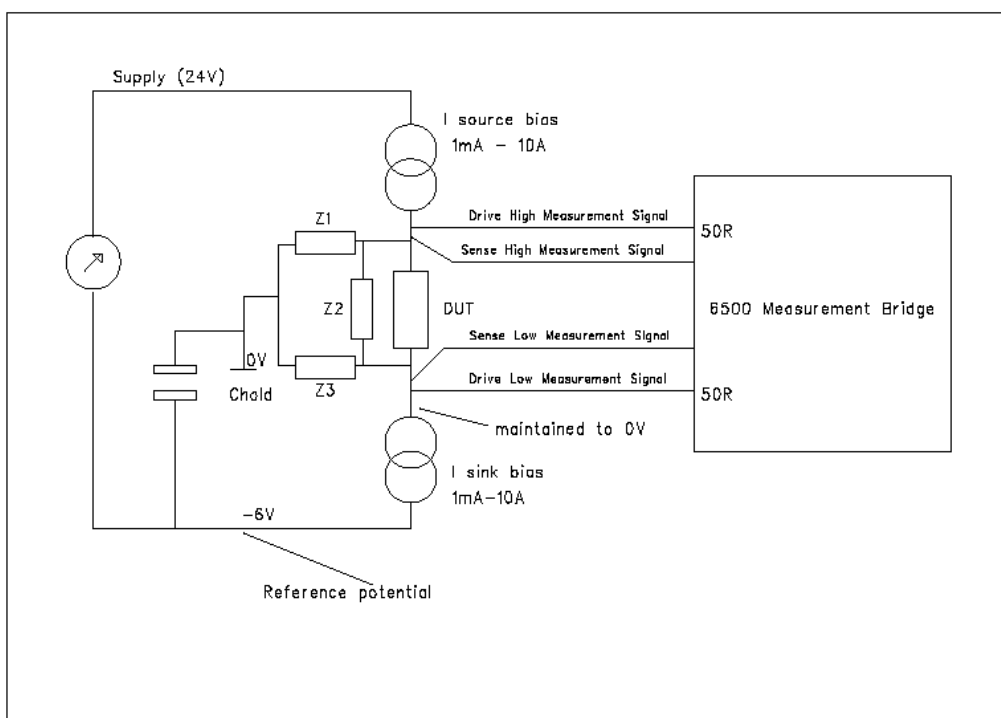 Supply (24V)
I source bias
1mA - 10A
Drive High Measurement Signal
50R
Z1
Sense High Measurement Signal
Z2
DUT
6500 Measurement Bridge
Sense Low Measurement Signal
0V
Z3
Drive Low Measurement Signal
50R
Chold
maintained to 0V
I sink bias
1mA-10A
-6V
Reference potential